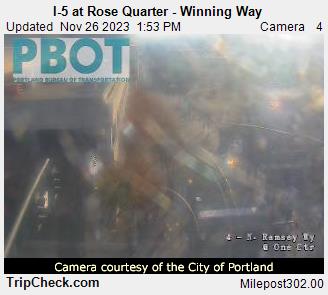 I-5 at Rose Quarter - Winning Way
Updated Nov 26 2023 1:53 PM Camera 4
PBOT
PORTLAND BUREAU OF TRANSPORTATION
4 - N. Ramsey Wy
@ One Ctr
Camera courtesy of the City of Portland
TripCheck.com Milepost302.00